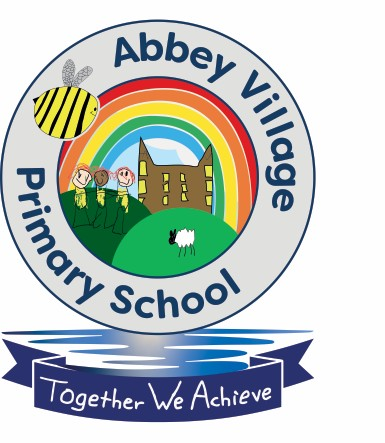 Abbey Village
Primary School
Together We Achieve